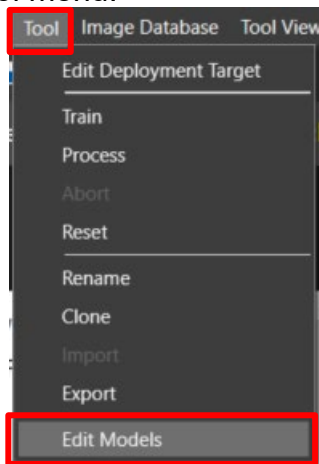 Tool Image Database Tool View
Edit Deployment Target
Train
Process
Abort
Reset
Rename
Clone
Import
Export
Edit Models